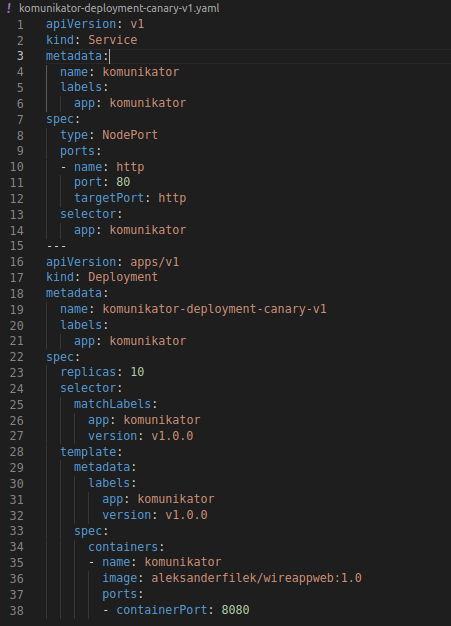 ! komunikator-deployment-canary-v1.yaml
1 apiVersion: v1
2 kind: Service
3 metadata:
4   name: komunikator
5   labels:
6     app: komunikator
7 spec:
8   type: NodePort
9   ports:
10   - name: http
11     port: 80
12     targetPort: http
13   selector:
14     app: komunikator
15 ---
16 apiVersion: apps/v1
17 kind: Deployment
18 metadata:
19   name: komunikator-deployment-canary-v1
20   labels:
21     app: komunikator
22 spec:
23   replicas: 10
24   selector:
25     matchLabels:
26       app: komunikator
27       version: v1.0.0
28   template:
29     metadata:
30       labels:
31         app: komunikator
32         version: v1.0.0
33     spec:
34       containers:
35       - name: komunikator
36         image: aleksanderfilek/wireappweb:1.0
37         ports:
38         - containerPort: 8080